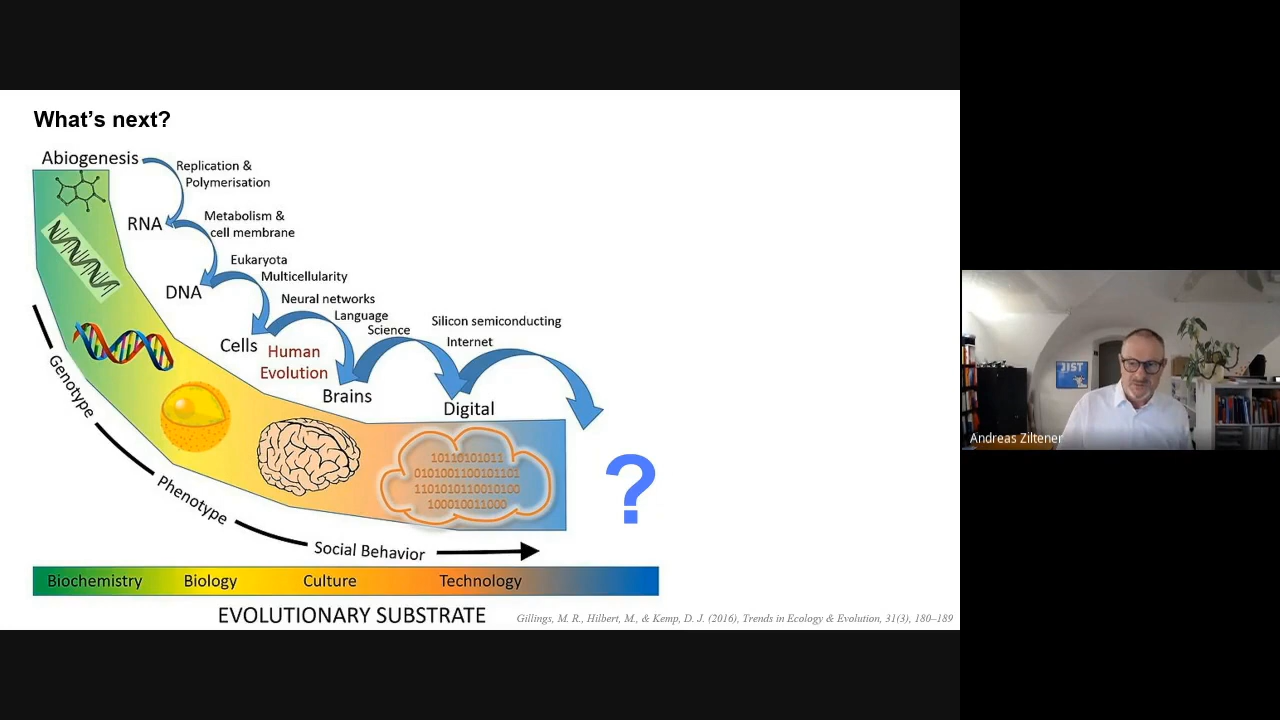 What's next?
Abiogenesis
Replication &
Polymerisation
RNA
Metabolism &
cell membrane
Eukaryota
Multicellularity
DNA
Neural networks
Language
Science
Silicon semiconducting
Internet
Cells
Human
Evolution
Brains
Digital
10110101011
0101001100101101
1101010110010100
100010011000
?
Genotype
Phenotype
Social Behavior
Biochemistry
Biology
Culture
Technology
EVOLUTIONARY SUBSTRATE
Gillings, M. R., Hilbert, M., & Kemp, D. J. (2016), Trends in Ecology & Evolution, 31(3), 180–189
JIST
Andreas Ziltener